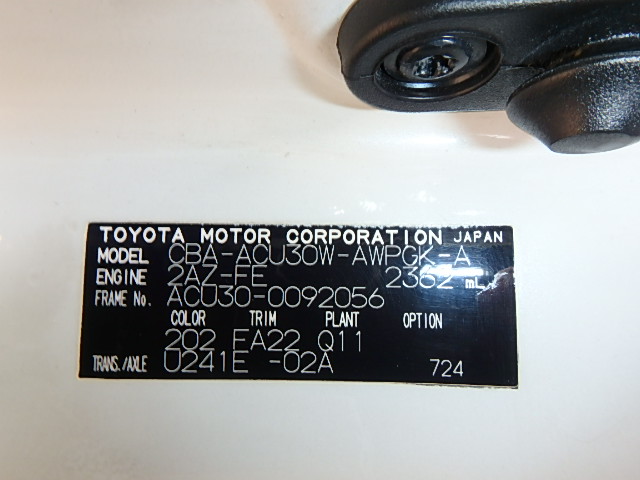 TOYOTA MOTOR CORPORATION JAPAN
MODEL CBA-ACU30W-AWPGK-A
ENGINE 2AZ-FE 2362 mL
FRAME No. ACU30-0092056
COLOR TRIM PLANT OPTION
202 FA22 Q11
TRANS./AXLE U241E -02A 724